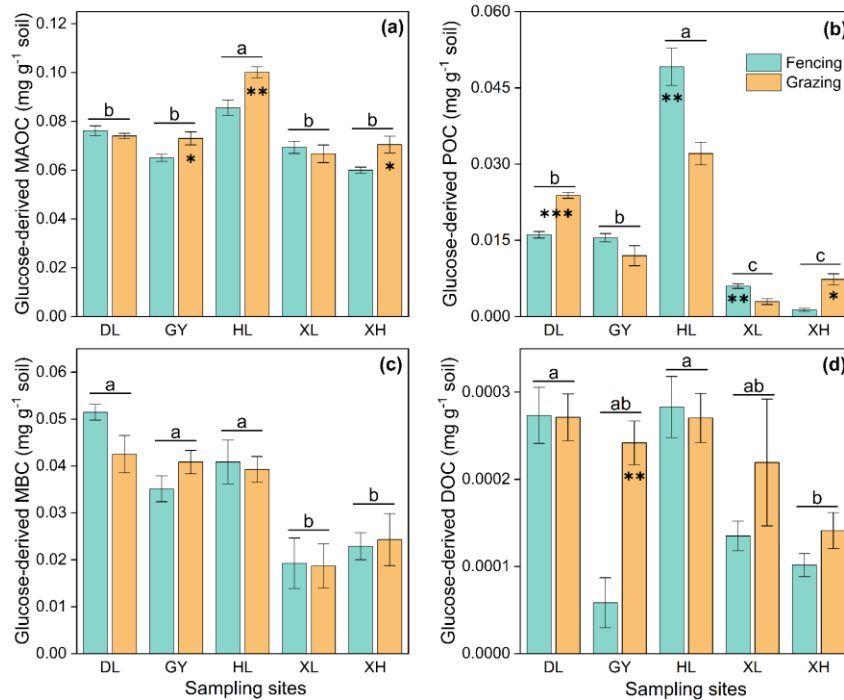 Glucose-derived MAOC (mg g⁻¹ soil)
0.12
0.10
0.08
0.06
0.04
0.02
0.00
(a)
b
b
a
**
b
b
*
*
DL
GY
HL
XL
XH
Glucose-derived POC (mg g⁻¹ soil)
0.060
0.045
0.030
0.015
0.000
(b)
Fencing
Grazing
a
**
b
***
b
c
**
c
*
DL
GY
HL
XL
XH
Glucose-derived MBC (mg g⁻¹ soil)
0.06
0.05
0.04
0.03
0.02
0.01
0.00
(c)
a
a
a
b
b
DL
GY
HL
XL
XH
Sampling sites
Glucose-derived DOC (mg g⁻¹ soil)
0.0003
0.0002
0.0001
0.0000
(d)
a
ab
**
a
ab
b
DL
GY
HL
XL
XH
Sampling sites